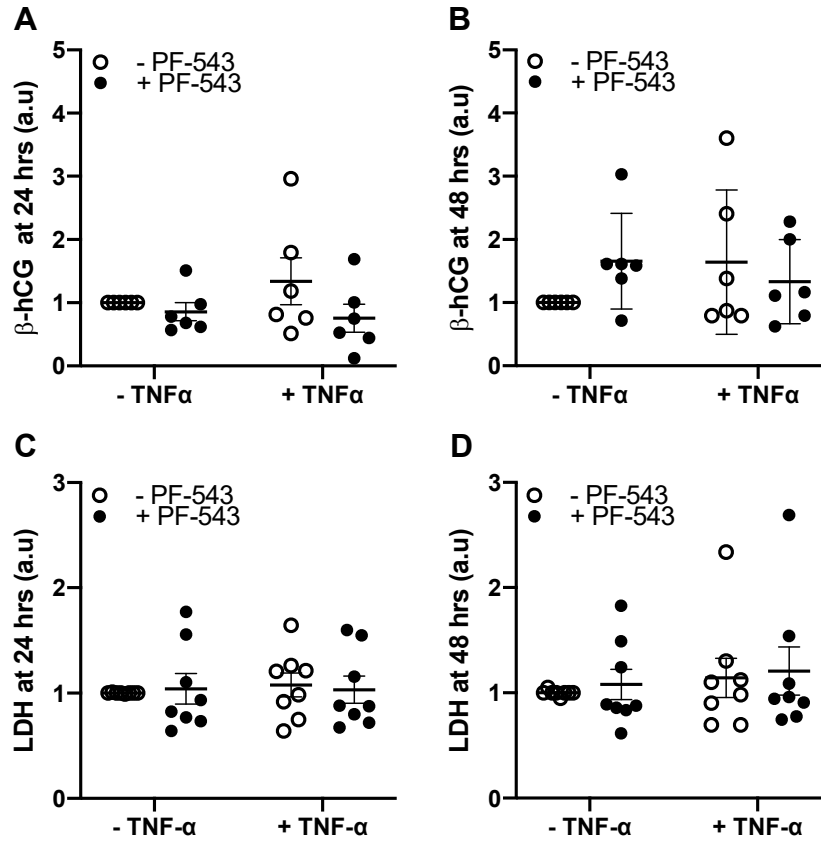 A
β-hCG at 24 hrs (a.u)
5
4
3
2
1
0
- PF-543
+ PF-543
- TNFα
+ TNFα
B
β-hCG at 48 hrs (a.u)
5
4
3
2
1
0
- PF-543
+ PF-543
- TNFα
+ TNFα
C
LDH at 24 hrs (a.u)
3
2
1
0
- PF-543
+ PF-543
- TNF-α
+ TNF-α
D
LDH at 48 hrs (a.u)
3
2
1
0
- PF-543
+ PF-543
- TNF-α
+ TNF-α